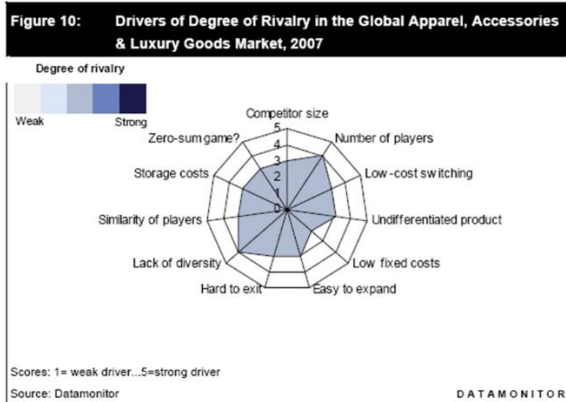 Figure 10: Drivers of Degree of Rivalry in the Global Apparel, Accessories
& Luxury Goods Market, 2007
Degree of rivalry
Weak Strong
Competitor size
Zero-sum game? Number of players
Storage costs Low-cost switching
Similarity of players Undifferentiated product
Lack of diversity Low fixed costs
Hard to exit Easy to expand
5
4
3
2
1
0
Scores: 1= weak driver...5=strong driver
Source: Datamonitor DATAMONITOR